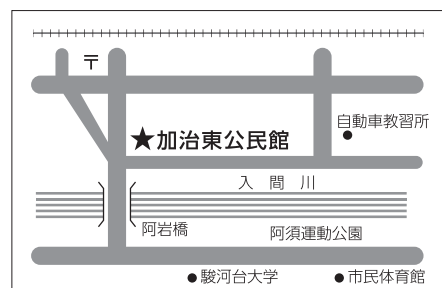 〒
★加治東公民館
自動車教習所
入間川
阿岩橋
阿須運動公園
●駿河台大学
●市民体育館